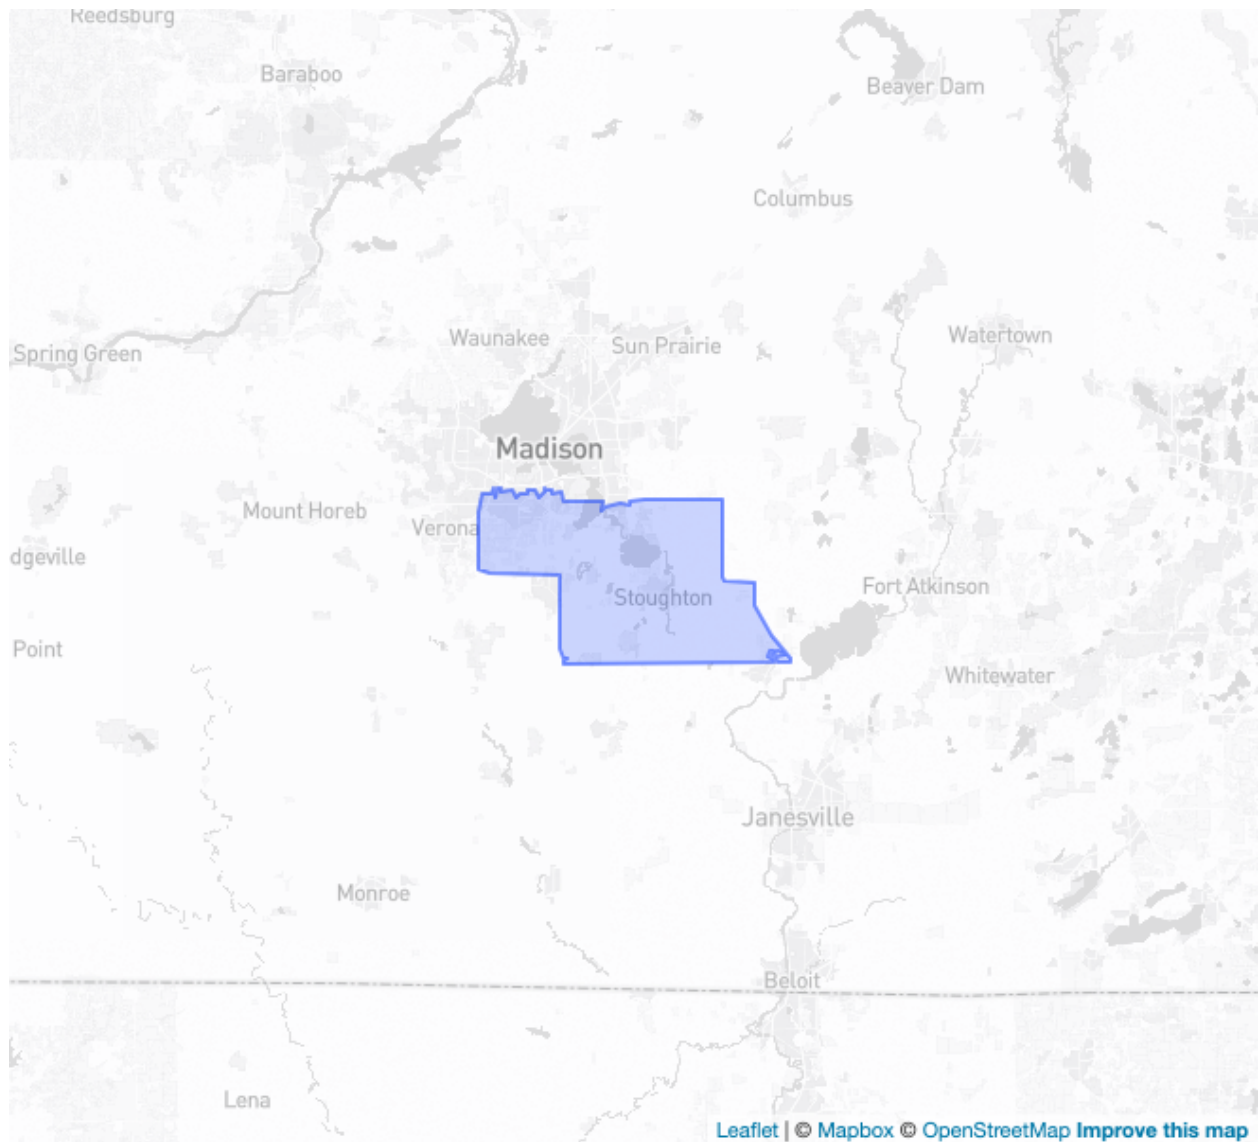 Reedsburg
Baraboo
Beaver Dam
Columbus
Waunakee
Sun Prairie
Watertown
Spring Green
Madison
Mount Horeb
Verona
dgeville
Fort Atkinson
Stoughton
Point
Whitewater
Janesville
Monroe
Beloit
Lena
Leaflet | © Mapbox © OpenStreetMap Improve this map